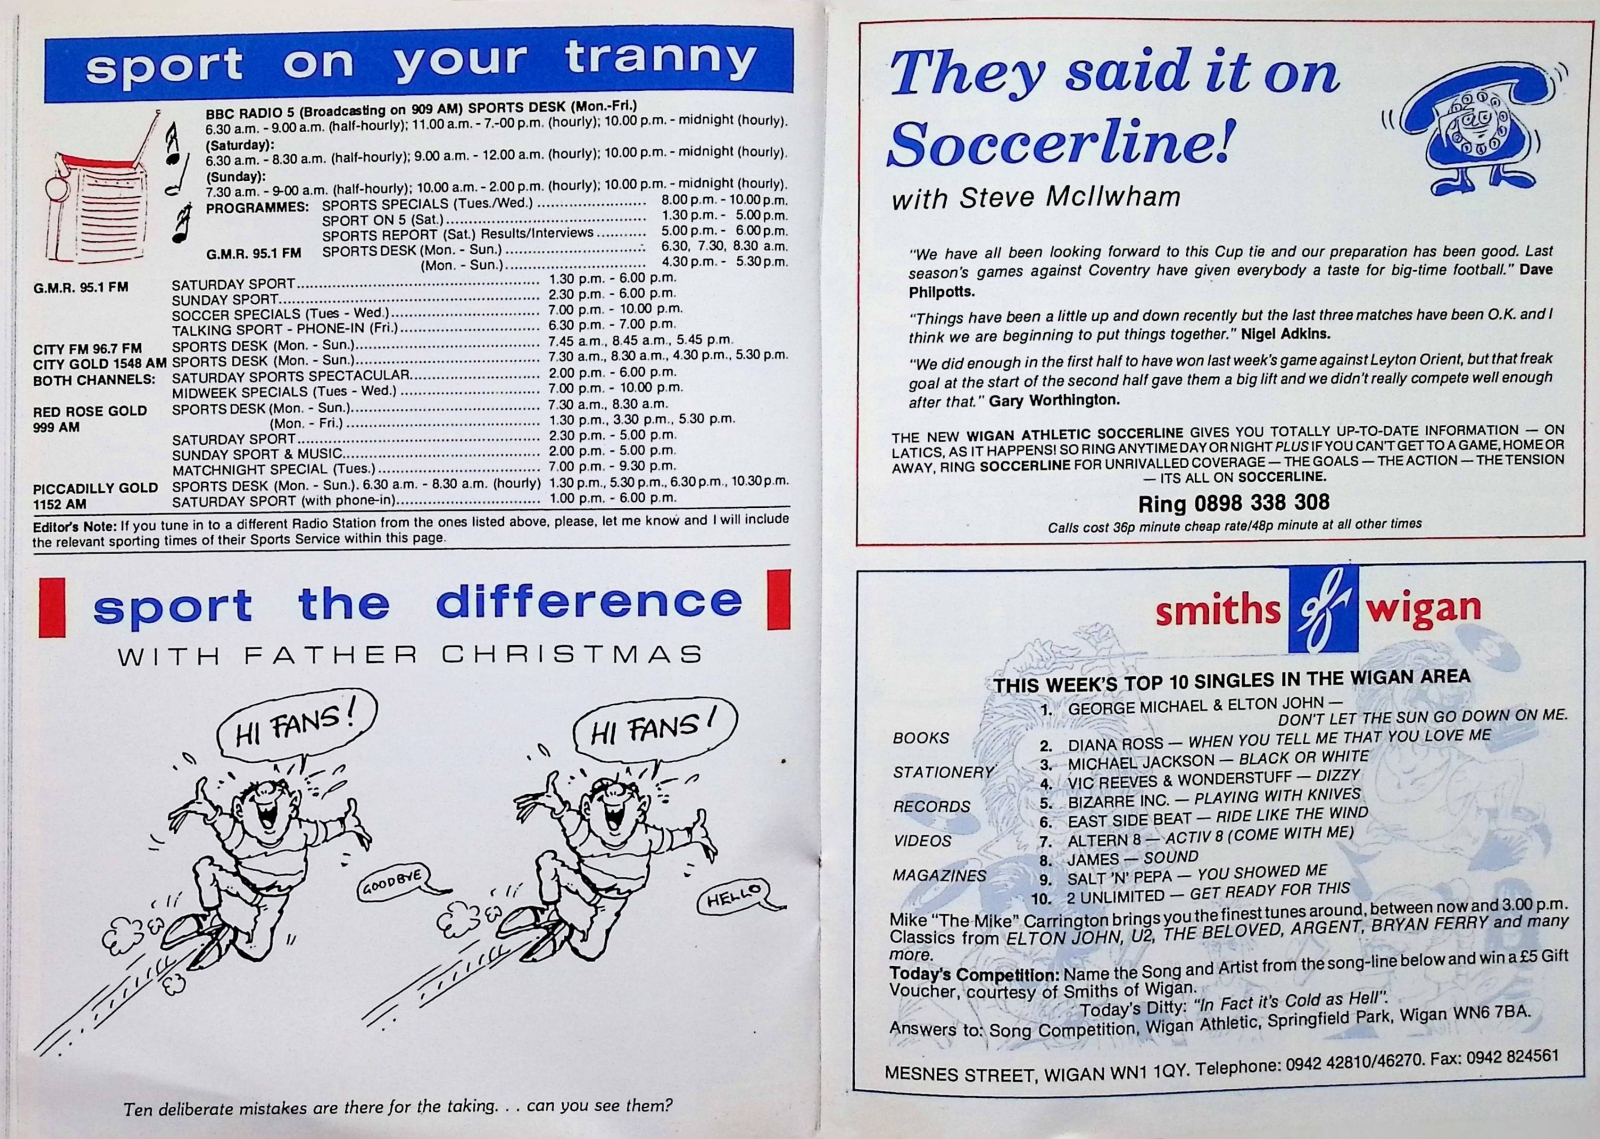 sport on your tranny
BBC RADIO 5 (Broadcasting on 909 AM) SPORTS DESK (Mon.-Fri.)
6.30 a.m. - 9.00 a.m. (half-hourly); 11.00 a.m. - 7.-00 p.m. (hourly); 10.00 p.m. - midnight (hourly).
(Saturday):
6.30 a.m. - 8.30 a.m. (half-hourly); 9.00 a.m. - 12.00 a.m. (hourly); 10.00 p.m. - midnight (hourly).
(Sunday):
7.30 a.m. - 9-00 a.m. (half-hourly); 10.00 a.m. - 2.00 p.m. (hourly); 10.00 p.m. - midnight (hourly).
PROGRAMMES: SPORTS SPECIALS (Tues./Wed.) ........................ 8.00 p.m. - 10.00 p.m.
SPORT ON 5 (Sat.) ........................ 1.30 p.m. - 5.00 p.m.
SPORTS REPORT (Sat.) Results/Interviews ........... 5.00 p.m. - 6.00 p.m.
G.M.R. 95.1 FM SPORTS DESK (Mon. - Sun.) ........................ 6.30, 7.30, 8.30 a.m.
(Mon. - Sun.) ........................ 4.30 p.m. - 5.30 p.m.
G.M.R. 95.1 FM SATURDAY SPORT ........................ 1.30 p.m. - 6.00 p.m.
SUNDAY SPORT ........................ 2.30 p.m. - 6.00 p.m.
SOCCER SPECIALS (Tues - Wed.) ........................ 7.00 p.m. - 10.00 p.m.
TALKING SPORT - PHONE-IN (Fri.) ........................ 6.30 p.m. - 7.00 p.m.
CITY FM 96.7 FM SPORTS DESK (Mon. - Sun.) ........................ 7.45 a.m., 8.45 a.m., 5.45 p.m.
CITY GOLD 1548 AM SPORTS DESK (Mon. - Sun.) ........................ 7.30 a.m., 8.30 a.m., 4.30 p.m., 5.30 p.m.
BOTH CHANNELS: SATURDAY SPORTS SPECTACULAR ........................ 2.00 p.m. - 6.00 p.m.
MIDWEEK SPECIALS (Tues - Wed.) ........................ 7.00 p.m. - 10.00 p.m.
RED ROSE GOLD SPORTS DESK (Mon. - Sun.) ........................ 7.30 a.m., 8.30 a.m.
999 AM (Mon. - Fri.) ........................ 1.30 p.m., 3.30 p.m., 5.30 p.m.
SATURDAY SPORT ........................ 2.30 p.m. - 5.00 p.m.
SUNDAY SPORT & MUSIC ........................ 2.00 p.m. - 5.00 p.m.
MATCHNIGHT SPECIAL (Tues.) ........................ 7.00 p.m. - 9.30 p.m.
PICCADILLY GOLD SPORTS DESK (Mon. - Sun.). 6.30 a.m. - 8.30 a.m. (hourly) 1.30 p.m., 5.30 p.m., 6.30 p.m., 10.30 p.m.
1152 AM SATURDAY SPORT (with phone-in) ........................ 1.00 p.m. - 6.00 p.m.
Editor's Note: If you tune in to a different Radio Station from the ones listed above, please, let me know and I will include
the relevant sporting times of their Sports Service within this page.
sport the difference
WITH FATHER CHRISTMAS
HI FANS!
HI FANS!
GOODBYE
HELLO
Ten deliberate mistakes are there for the taking. . . can you see them?
They said it on
Soccerline!
with Steve McIlwham
"We have all been looking forward to this Cup tie and our preparation has been good. Last
season's games against Coventry have given everybody a taste for big-time football." Dave
Philpotts.
"Things have been a little up and down recently but the last three matches have been O.K. and I
think we are beginning to put things together." Nigel Adkins.
"We did enough in the first half to have won last week's game against Leyton Orient, but that freak
goal at the start of the second half gave them a big lift and we didn't really compete well enough
after that." Gary Worthington.
THE NEW WIGAN ATHLETIC SOCCERLINE GIVES YOU TOTALLY UP-TO-DATE INFORMATION — ON
LATICS, AS IT HAPPENS! SO RING ANYTIME DAY OR NIGHT PLUS IF YOU CAN'T GET TO A GAME, HOME OR
AWAY, RING SOCCERLINE FOR UNRIVALLED COVERAGE — THE GOALS — THE ACTION — THE TENSION
— ITS ALL ON SOCCERLINE.
Ring 0898 338 308
Calls cost 36p minute cheap rate/48p minute at all other times
smiths of wigan
THIS WEEK'S TOP 10 SINGLES IN THE WIGAN AREA
1. GEORGE MICHAEL & ELTON JOHN —
DON'T LET THE SUN GO DOWN ON ME.
BOOKS
2. DIANA ROSS — WHEN YOU TELL ME THAT YOU LOVE ME
3. MICHAEL JACKSON — BLACK OR WHITE
STATIONERY
4. VIC REEVES & WONDERSTUFF — DIZZY
5. BIZARRE INC. — PLAYING WITH KNIVES
RECORDS
6. EAST SIDE BEAT — RIDE LIKE THE WIND
7. ALTERN 8 — ACTIV 8 (COME WITH ME)
VIDEOS
8. JAMES — SOUND
9. SALT 'N' PEPA — YOU SHOWED ME
MAGAZINES
10. 2 UNLIMITED — GET READY FOR THIS
Mike "The Mike" Carrington brings you the finest tunes around, between now and 3.00 p.m.
Classics from ELTON JOHN, U2, THE BELOVED, ARGENT, BRYAN FERRY and many
more.
Today's Competition: Name the Song and Artist from the song-line below and win a £5 Gift
Voucher, courtesy of Smiths of Wigan.
Today's Ditty: "In Fact it's Cold as Hell".
Answers to: Song Competition, Wigan Athletic, Springfield Park, Wigan WN6 7BA.
MESNES STREET, WIGAN WN1 1QY. Telephone: 0942 42810/46270. Fax: 0942 824561